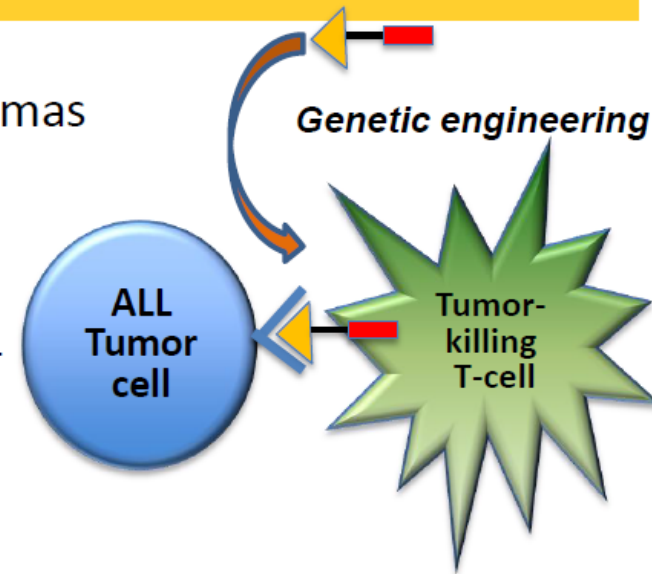 mas
Genetic engineering
ALL
Tumor
cell
Tumor-
killing
T-cell